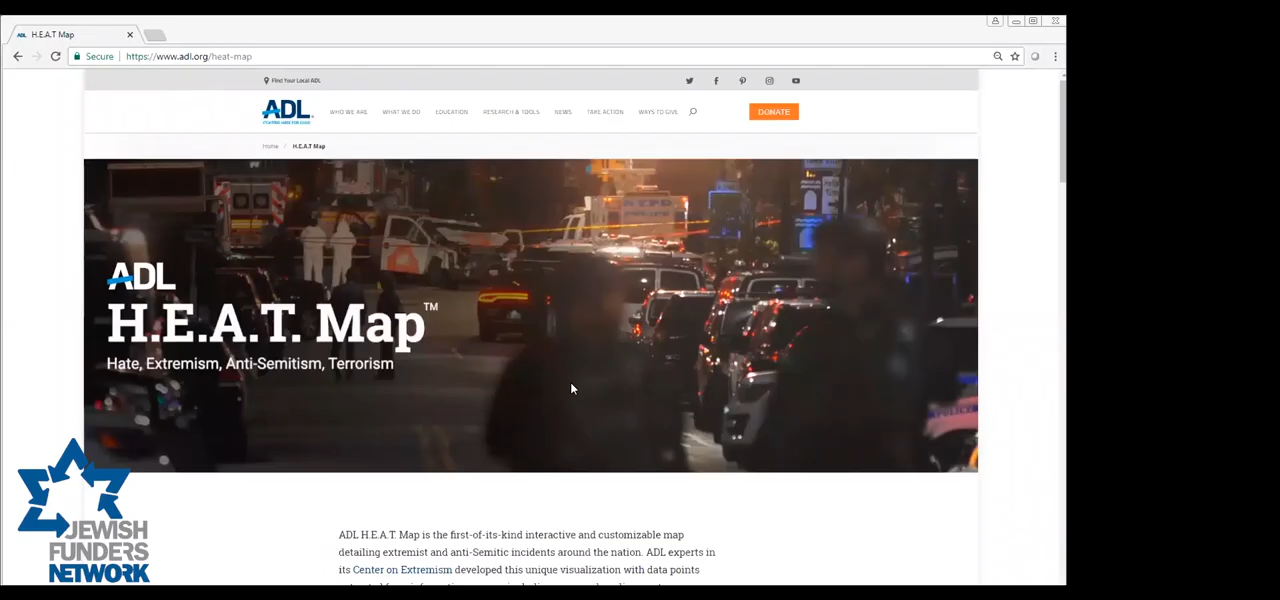 H.E.A.T Map
Secure https://www.adl.org/heat-map
Find Your Local ADL
ADL
WHO WE ARE WHAT WE DO EDUCATION RESEARCH & TOOLS NEWS TAKE ACTION WAYS TO GIVE DONATE
Home / H.E.A.T Map
NYPD
ADL
H.E.A.T. Map™
Hate, Extremism, Anti-Semitism, Terrorism
POLICE
ADL H.E.A.T. Map is the first-of-its-kind interactive and customizable map
detailing extremist and anti-Semitic incidents around the nation. ADL experts in
its Center on Extremism developed this unique visualization with data points
JEWISH
FUNDERS
NETWORK